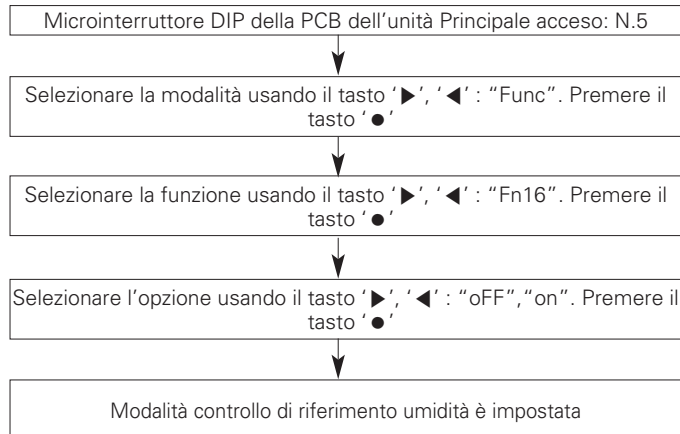 Microinterruttore DIP della PCB dell'unità Principale acceso: N.5
Selezionare la modalità usando il tasto ‘▶’, ‘◀’ : “Func”. Premere il
tasto ‘●’
Selezionare la funzione usando il tasto ‘▶’, ‘◀’ : “Fn16”. Premere il
tasto ‘●’
Selezionare l'opzione usando il tasto ‘▶’, ‘◀’ : “oFF”,“on”. Premere il
tasto ‘●’
Modalità controllo di riferimento umidità è impostata